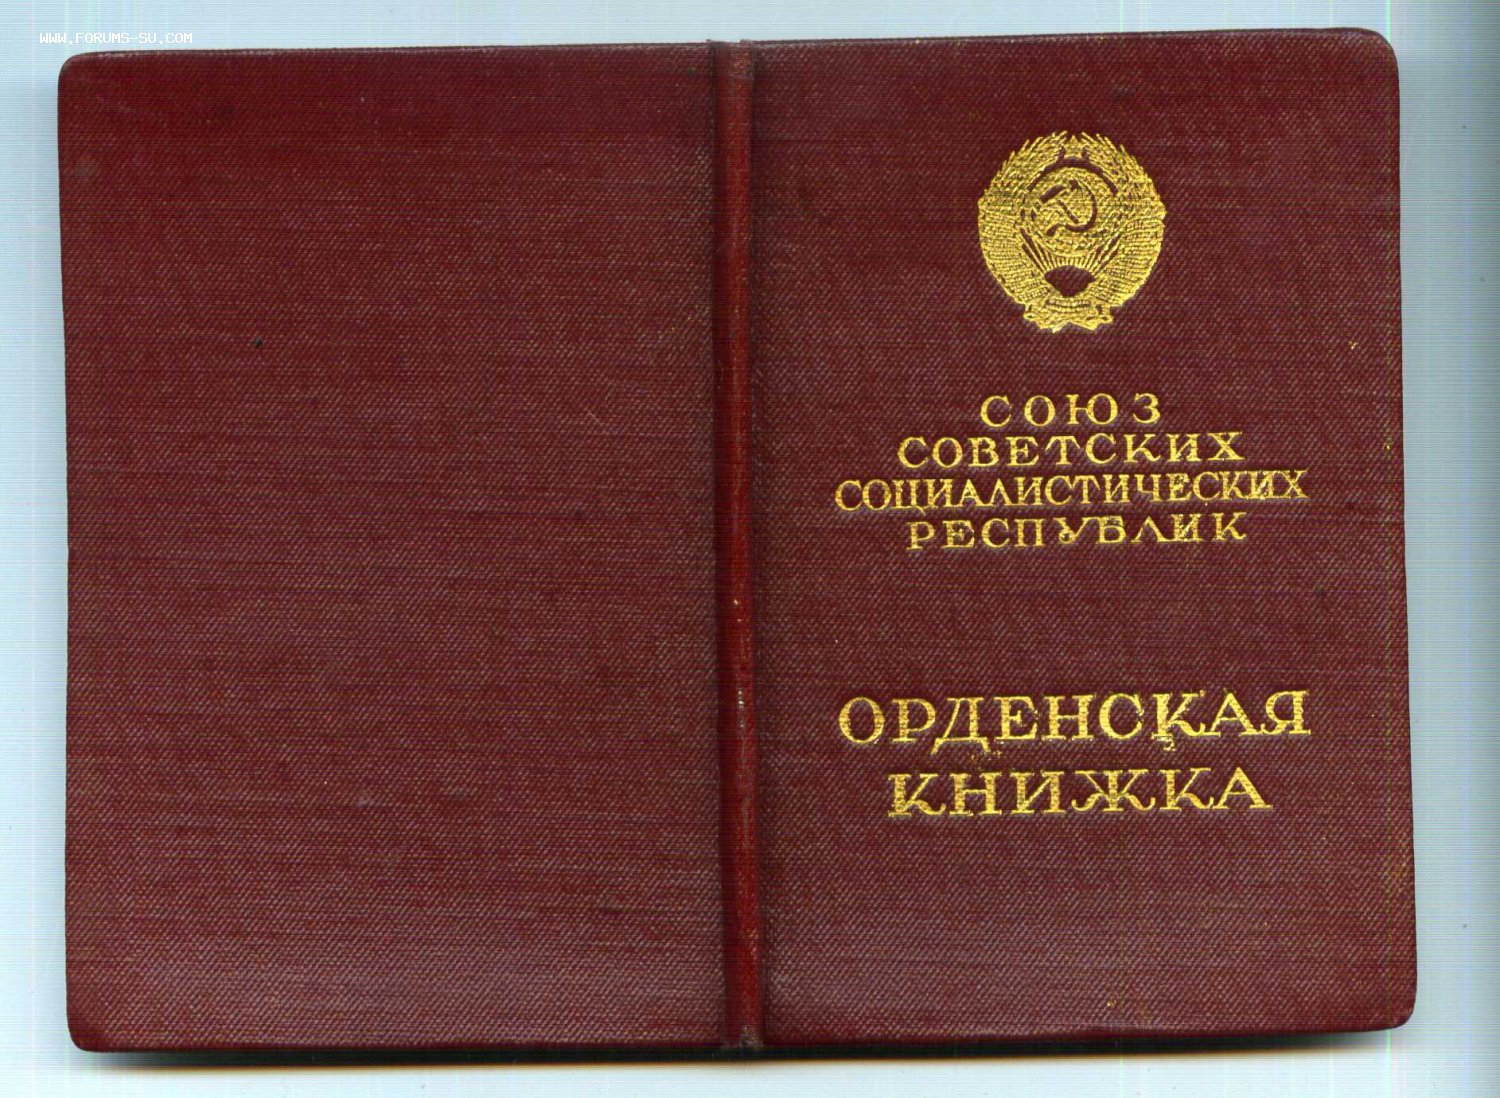 WWW.FORUMS-SU.COM
СОЮЗ
СОВЕТСКИХ
СОЦИАЛИСТИЧЕСКИХ
РЕСПУБЛИК
ОРДЕНСКАЯ
КНИЖКА